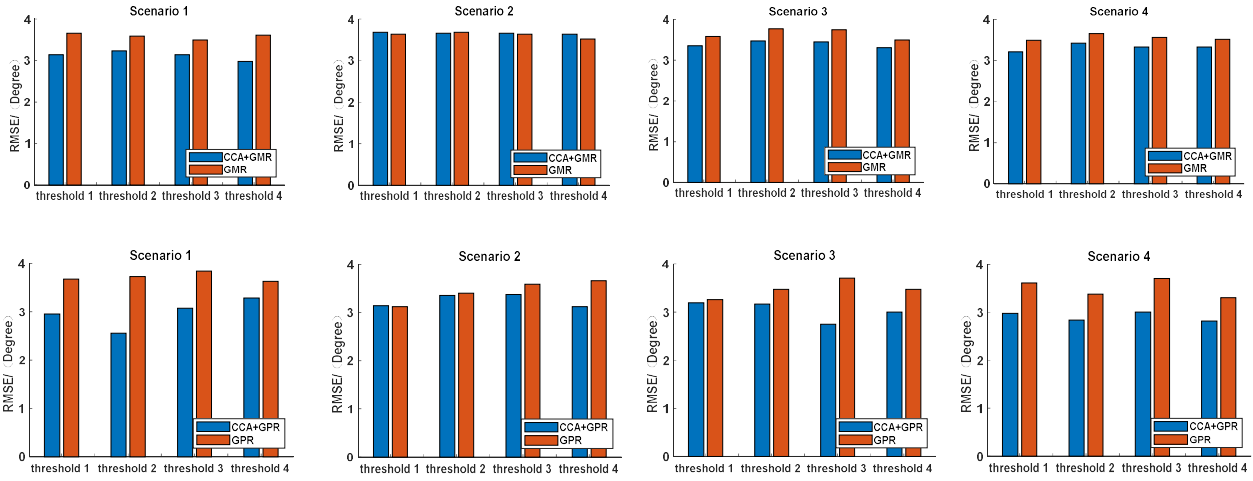 Scenario 1
4
3
2
1
0
RMSE/（Degree）
CCA+GMR
GMR
threshold 1 threshold 2 threshold 3 threshold 4
Scenario 2
4
3
2
1
0
RMSE/（Degree）
CCA+GMR
GMR
threshold 1 threshold 2 threshold 3 threshold 4
Scenario 3
4
3
2
1
0
RMSE/（Degree）
CCA+GMR
GMR
threshold 1 threshold 2 threshold 3 threshold 4
Scenario 4
4
3
2
1
0
RMSE/（Degree）
CCA+GMR
GMR
threshold 1 threshold 2 threshold 3 threshold 4
Scenario 1
4
3
2
1
0
RMSE/（Degree）
CCA+GPR
GPR
threshold 1 threshold 2 threshold 3 threshold 4
Scenario 2
4
3
2
1
0
RMSE/（Degree）
CCA+GPR
GPR
threshold 1 threshold 2 threshold 3 threshold 4
Scenario 3
4
3
2
1
0
RMSE/（Degree）
CCA+GPR
GPR
threshold 1 threshold 2 threshold 3 threshold 4
Scenario 4
4
3
2
1
0
RMSE/（Degree）
CCA+GPR
GPR
threshold 1 threshold 2 threshold 3 threshold 4